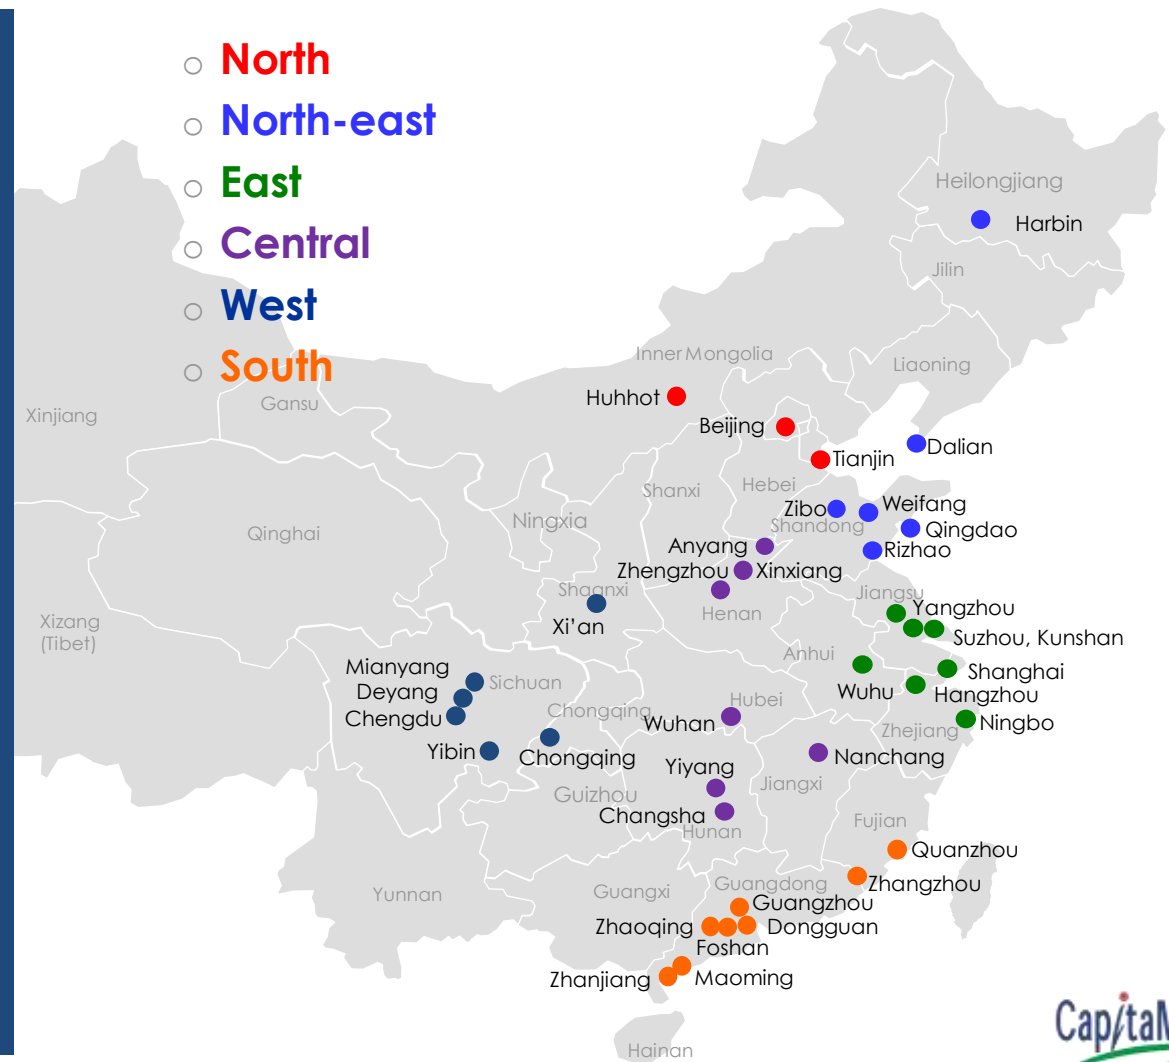 North
North-east
East
Central
West
South
Heilongjiang
Harbin
Jilin
Liaoning
Inner Mongolia
Huhhot
Xinjiang
Gansu
Beijing
Dalian
Tianjin
Hebei
Shanxi
Zibo
Weifang
Shandong
Qingdao
Ningxia
Qinghai
Anyang
Rizhao
Zhengzhou
Xinxiang
Shaanxi
Henan
Jiangsu
Yangzhou
Xizang
(Tibet)
Xi'an
Suzhou, Kunshan
Anhui
Mianyang
Sichuan
Shanghai
Deyang
Wuhu
Hangzhou
Chengdu
Chongqing
Hubei
Wuhan
Ningbo
Zhejiang
Yibin
Chongqing
Nanchang
Yiyang
Jiangxi
Guizhou
Changsha
Hunan
Fujian
Quanzhou
Yunnan
Guangxi
Guangdong
Zhangzhou
Guangzhou
Zhaoqing
Dongguan
Foshan
Zhanjiang
Maoming
Hainan